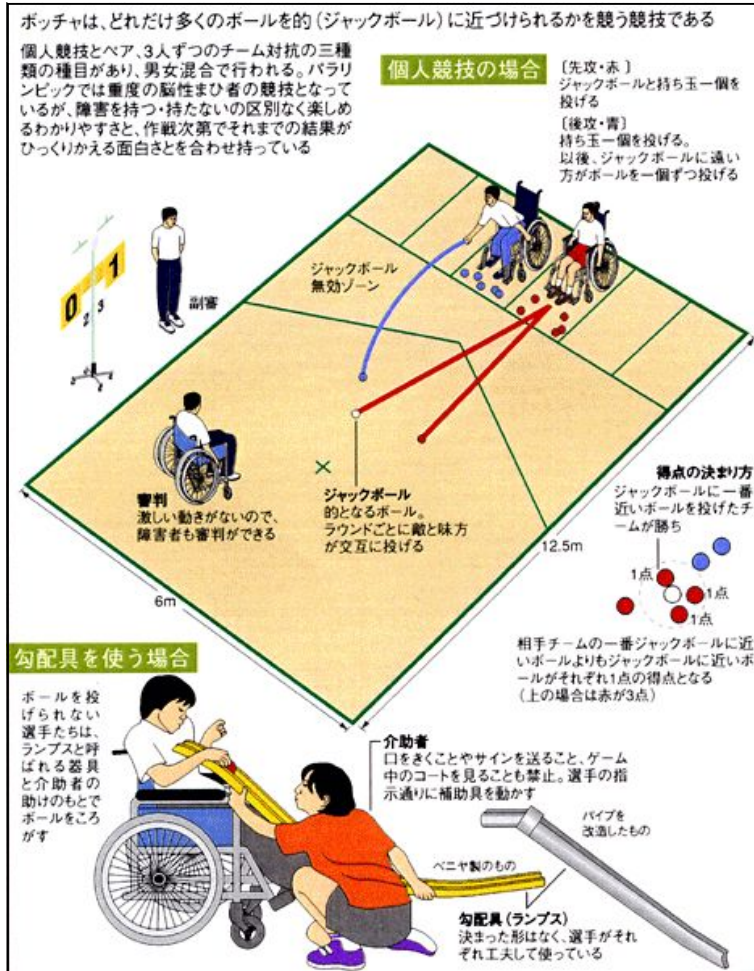 ボッチャは、どれだけ多くのボールを的（ジャックボール）に近づけられるかを競う競技である
個人競技とペア、3人ずつのチーム対抗の三種
類の種目があり、男女混合で行われる。パラリ
ンピックでは重度の脳性まひ者の競技となって
いるが、障害を持つ・持たないの区別なく楽しめ
るわかりやすさと、作戦次第でそれまでの結果が
ひっくりかえる面白さとを合わせ持っている
個人競技の場合
〔先攻・赤〕
ジャックボールと持ち玉一個を
投げる
〔後攻・青〕
持ち玉一個を投げる。
以後、ジャックボールに遠い
方がボールを一個ずつ投げる
ジャックボール
無効ゾーン
0 1
2 3
副審
審判
激しい動きがないので、
障害者も審判ができる
ジャックボール
的となるボール。
ラウンドごとに敵と味方
が交互に投げる
6m
12.5m
得点の決まり方
ジャックボールに一番
近いボールを投げたチ
ームが勝ち
1点
1点
1点
相手チームの一番ジャックボールに近
いボールよりもジャックボールに近いボ
ールがそれぞれ1点の得点となる
（上の場合は赤が3点）
勾配具を使う場合
ボールを投
げられない
選手たちは、
ランプスと呼
ばれる器具
と介助者の
助けのもとで
ボールをころ
がす
介助者
口をきくことやサインを送ること、ゲーム
中のコートを見ることも禁止。選手の指
示通りに補助具を動かす
パイプを
改造したもの
ベニヤ製のもの
勾配具（ランプス）
決まった形はなく、選手がそれ
ぞれ工夫して使っている